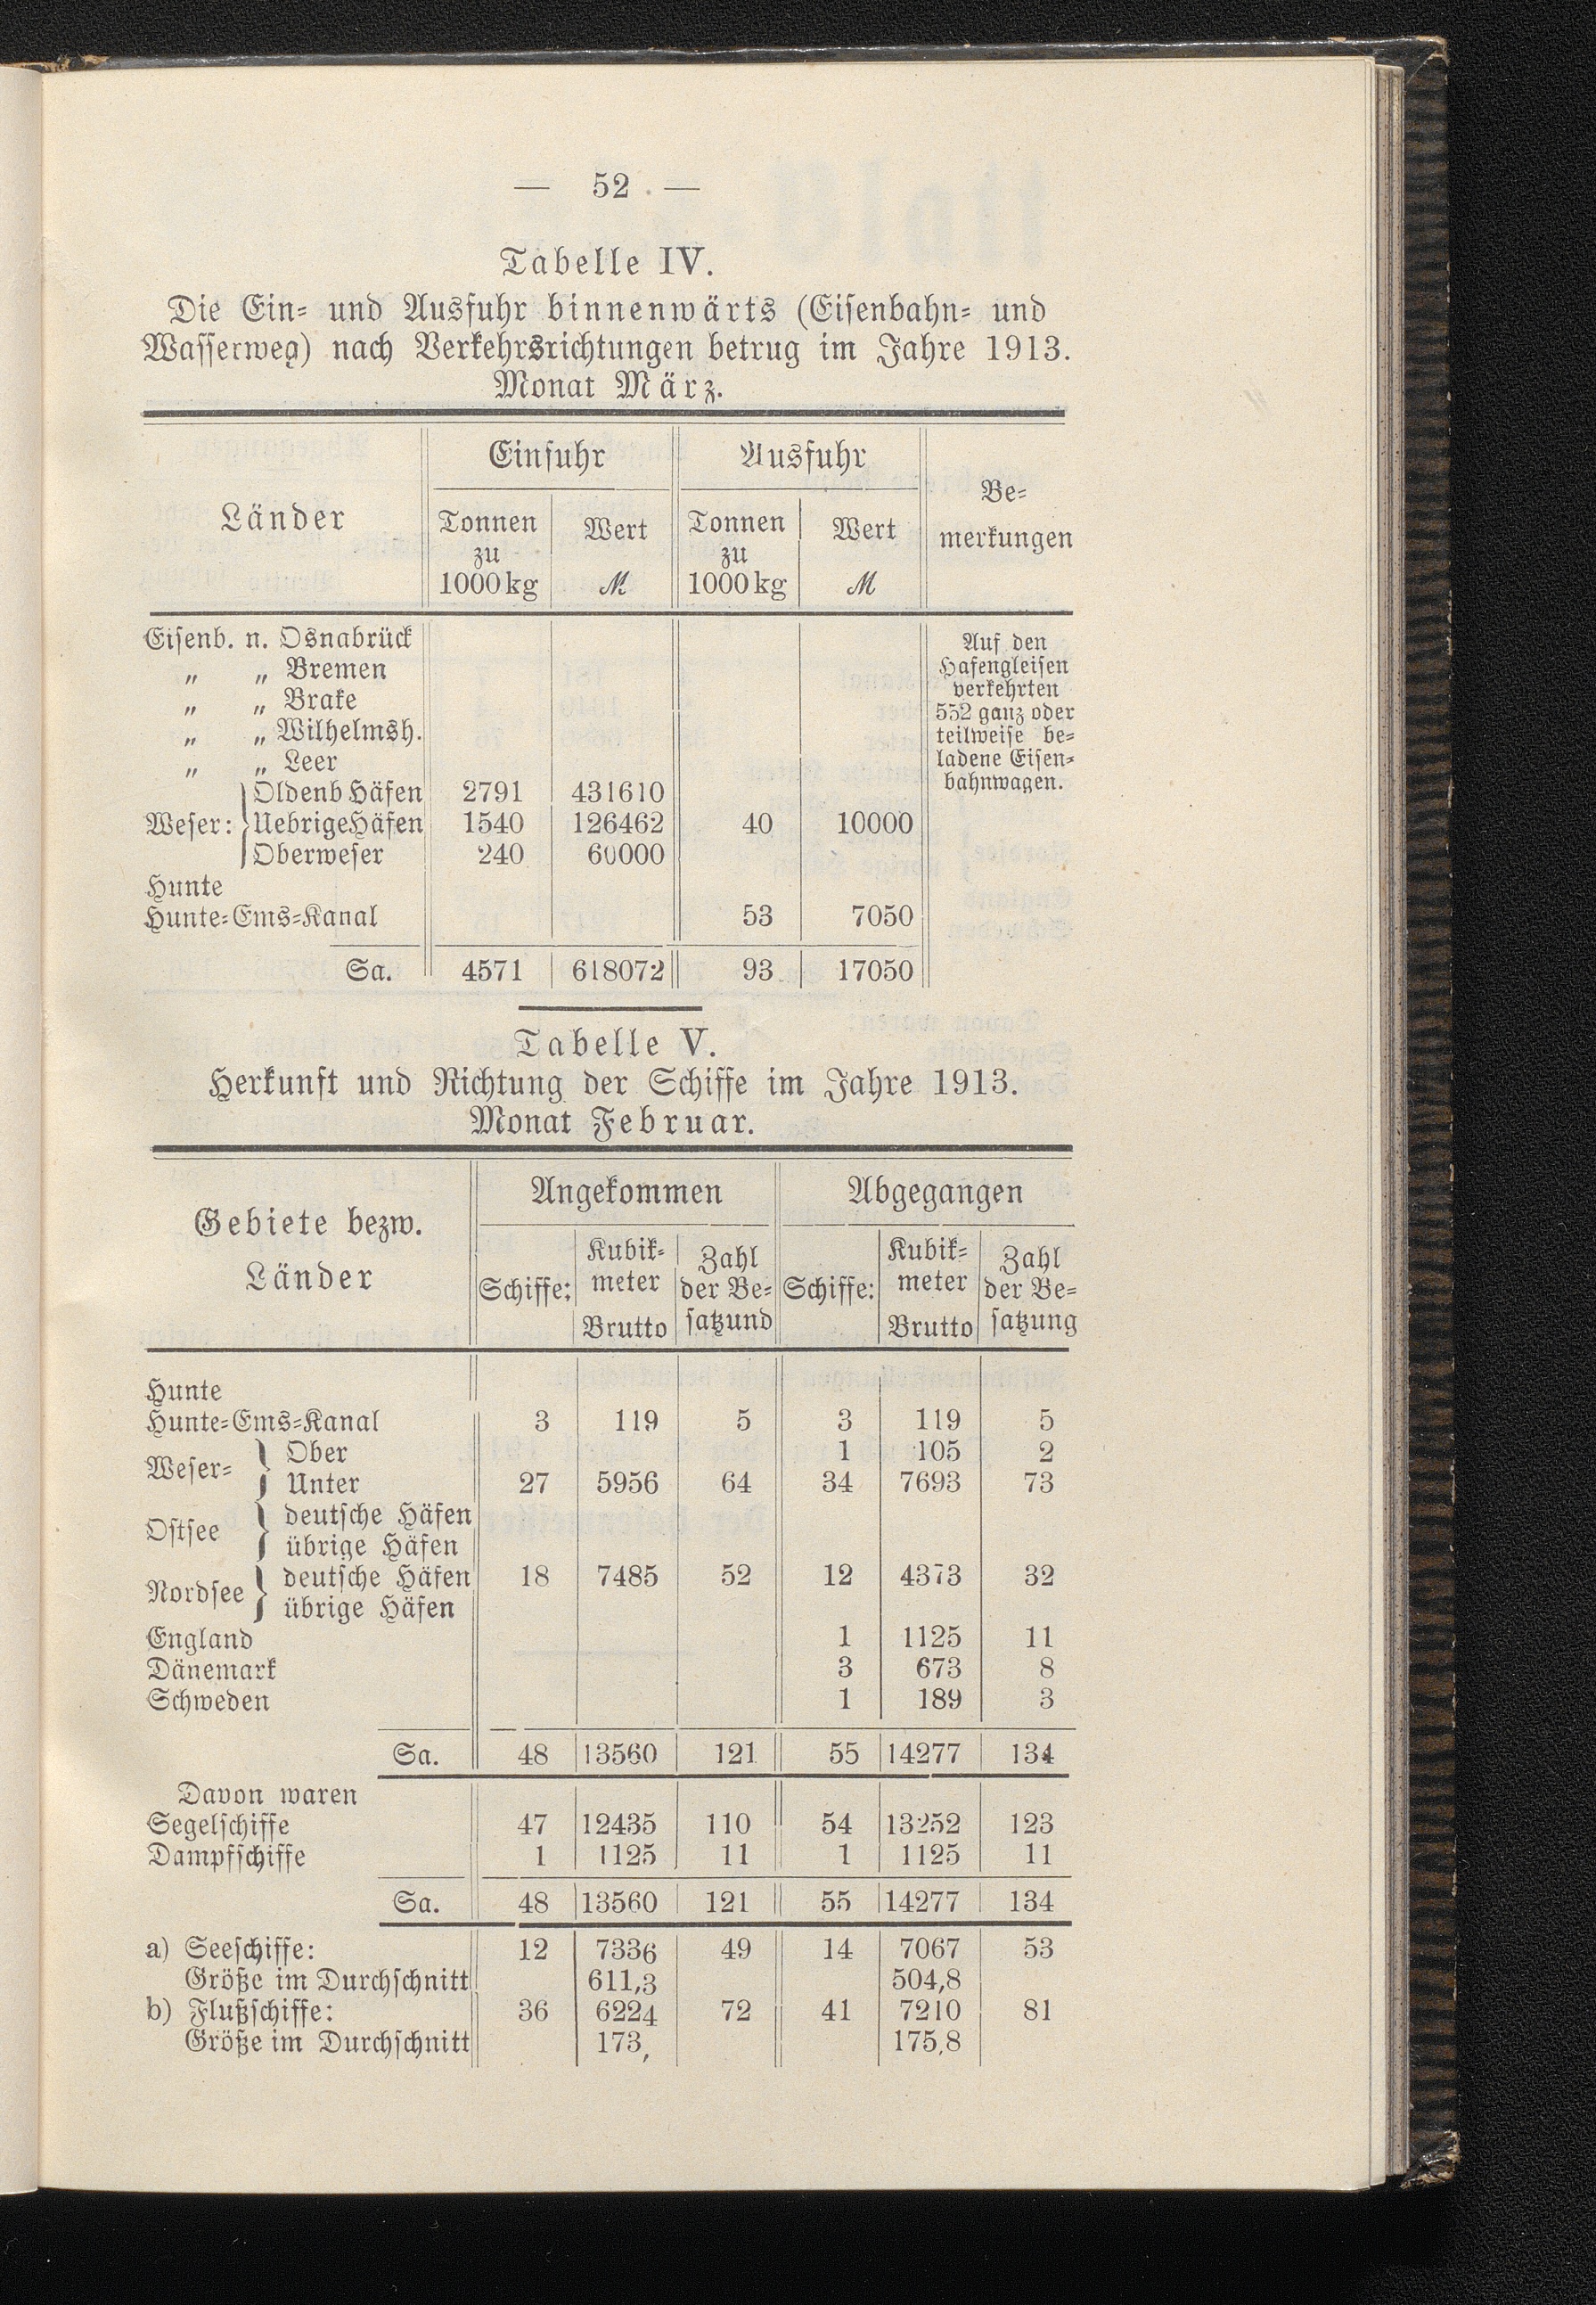 — 52 —
Tabelle IV.
Die Ein- und Ausfuhr binnenwärts (Eisenbahn- und
Wasserweg) nach Verkehrsrichtungen betrug im Jahre 1913.
Monat März.
Länder Einfuhr Ausfuhr Be-
merkungen
Tonnen Wert Tonnen Wert
zu zu
1000 kg ℳ 1000 kg ℳ
Eisenb. n. Osnabrück Auf den
„ „ Bremen Hafengleisen
„ „ Brake verkehrten
552 ganz oder
„ „ Wilhelmsh. teilweise be-
„ „ Leer ladene Eisen-
bahnwagen.
Oldenb Häfen 2791 431610
Weser: Uebrige Häfen 1540 126462 40 10000
Oberweser 240 60000
Hunte
Hunte-Ems-Kanal 53 7050
Sa. 4571 618072 93 17050
Tabelle V.
Herkunft und Richtung der Schiffe im Jahre 1913.
Monat Februar.
Gebiete bezw. Angekommen Abgegangen
Länder Schiffe: Kubik- Zahl Schiffe: Kubik- Zahl
meter der Be- meter der Be-
Brutto satzund Brutto satzung
Hunte
Hunte-Ems-Kanal 3 119 5 3 119 5
Weser- Ober 1 105 2
Unter 27 5956 64 34 7693 73
Ostsee deutsche Häfen
übrige Häfen
Nordsee deutsche Häfen 18 7485 52 12 4373 32
übrige Häfen
England 1 1125 11
Dänemark 3 673 8
Schweden 1 189 3
Sa. 48 13560 121 55 14277 134
Davon waren
Segelschiffe 47 12435 110 54 13252 123
Dampfschiffe 1 1125 11 1 1125 11
Sa. 48 13560 121 55 14277 134
a) Seeschiffe: 12 7336 49 14 7067 53
Größe im Durchschnitt 611,3 504,8
b) Flußschiffe: 36 6224 72 41 7210 81
Größe im Durchschnitt 173, 175,8